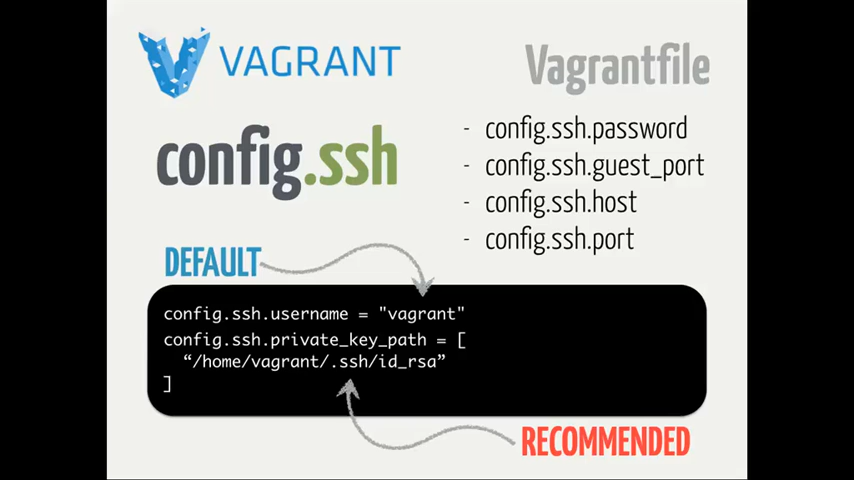 VAGRANT
Vagrantfile
config.ssh
- config.ssh.password
- config.ssh.guest_port
- config.ssh.host
- config.ssh.port
DEFAULT
config.ssh.username = "vagrant"
config.ssh.private_key_path = [
“/home/vagrant/.ssh/id_rsa”
]
RECOMMENDED